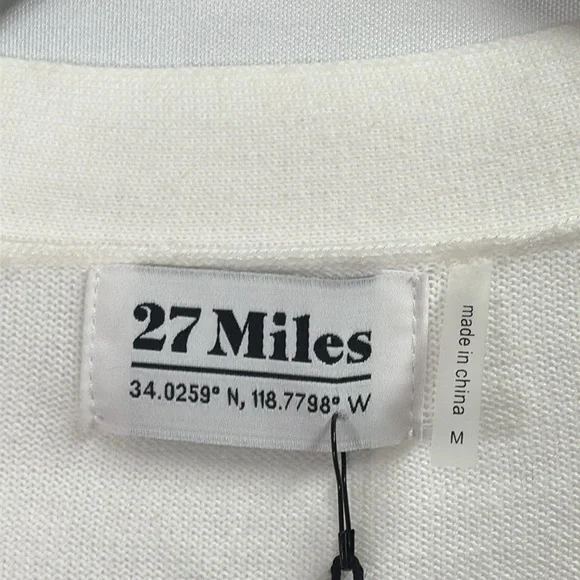 27 Miles
34.0259° N, 118.7798° W
made in china M